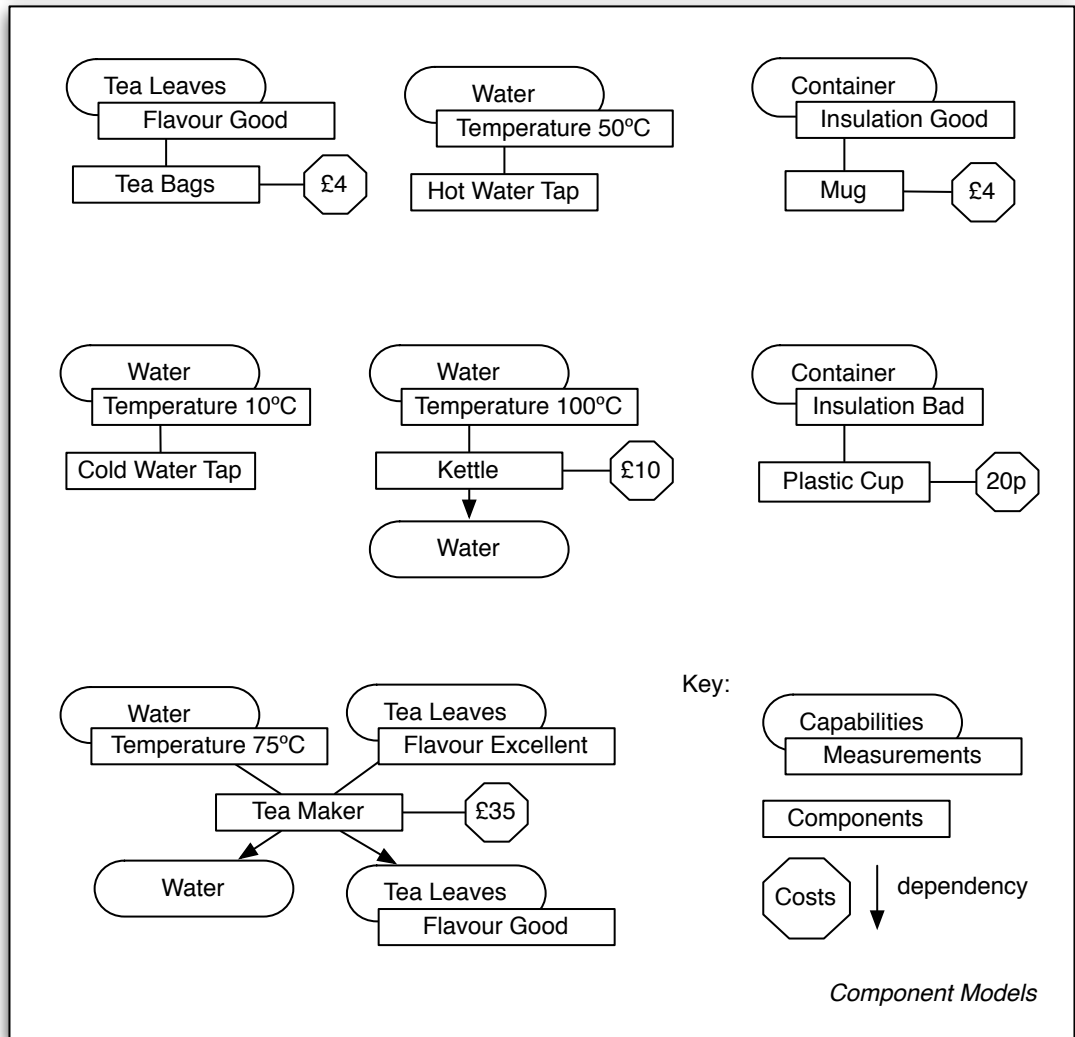 Tea Leaves
Flavour Good
Tea Bags
£4
Water
Temperature 50ºC
Hot Water Tap
Container
Insulation Good
Mug
£4
Water
Temperature 10ºC
Cold Water Tap
Water
Temperature 100ºC
Kettle
£10
Water
Container
Insulation Bad
Plastic Cup
20p
Water
Temperature 75ºC
Tea Leaves
Flavour Excellent
Tea Maker
£35
Water
Tea Leaves
Flavour Good
Key:
Capabilities
Measurements
Components
Costs
dependency
Component Models